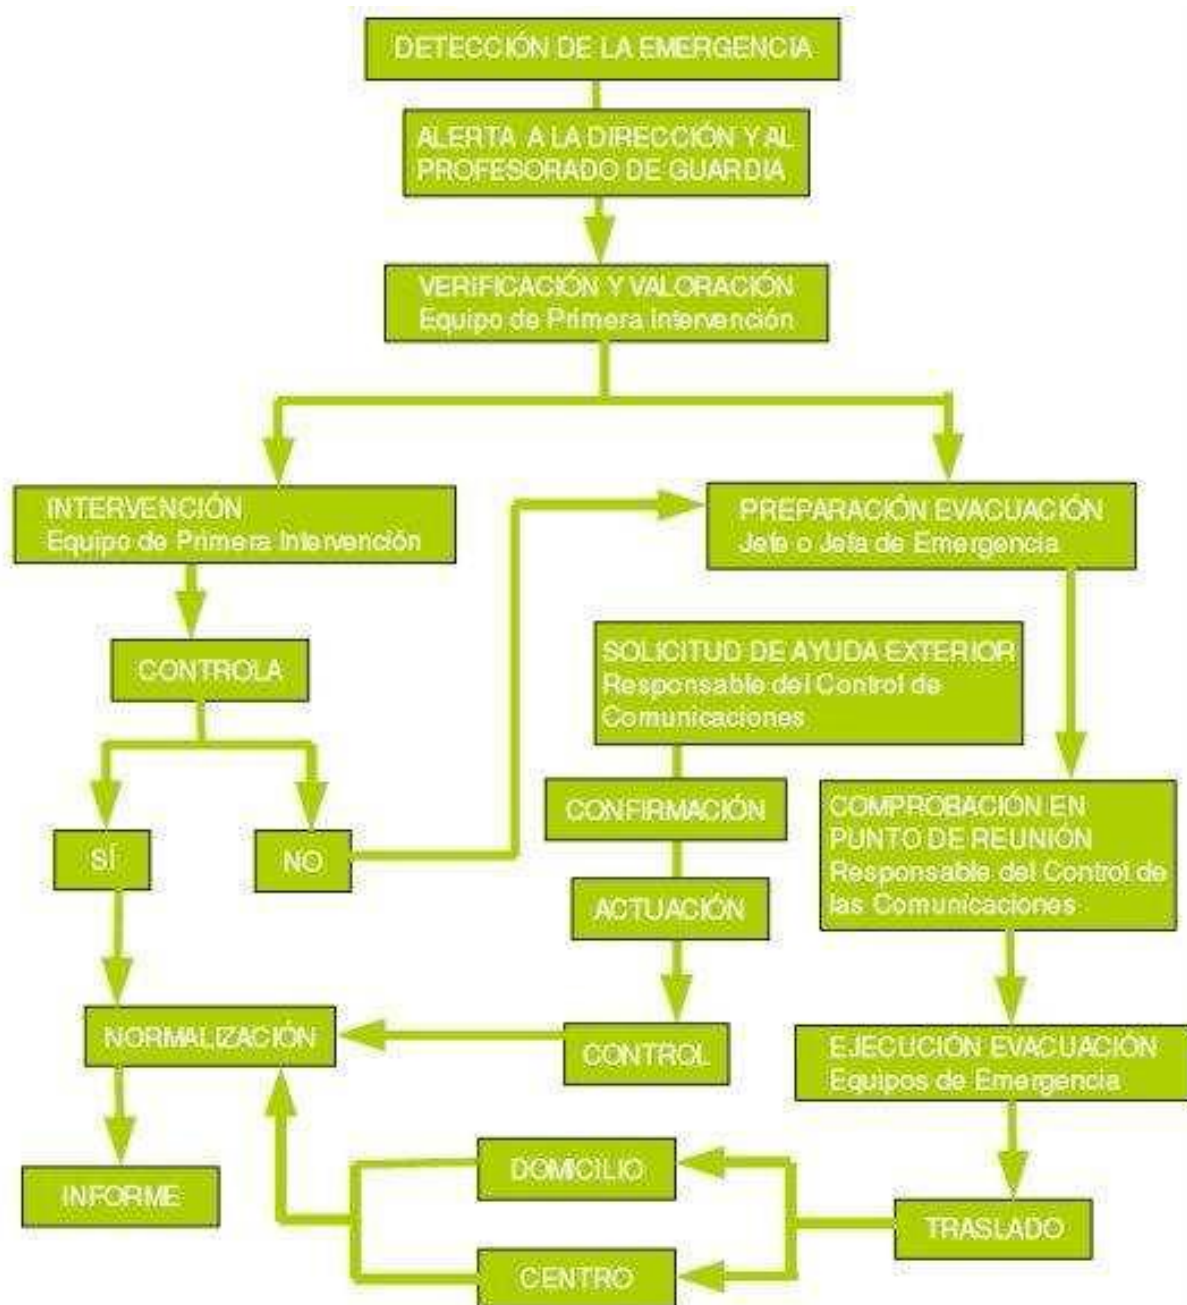 DETECCIÓN DE LA EMERGENCIA
ALERTA A LA DIRECCIÓN Y AL
PROFESORADO DE GUARDIA
VERIFICACIÓN Y VALORACIÓN
Equipo de Primera Intervención
INTERVENCIÓN
Equipo de Primera Intervención
PREPARACIÓN EVACUACIÓN
Jefe o Jefa de Emergencia
CONTROLA
SOLICITUD DE AYUDA EXTERIOR
Responsable del Control de
Comunicaciones
SÍ
NO
CONFIRMACIÓN
COMPROBACIÓN EN
PUNTO DE REUNIÓN
Responsable del Control de
las Comunicaciones
ACTUACIÓN
NORMALIZACIÓN
CONTROL
EJECUCIÓN EVACUACIÓN
Equipos de Emergencia
INFORME
DOMICILIO
TRASLADO
CENTRO